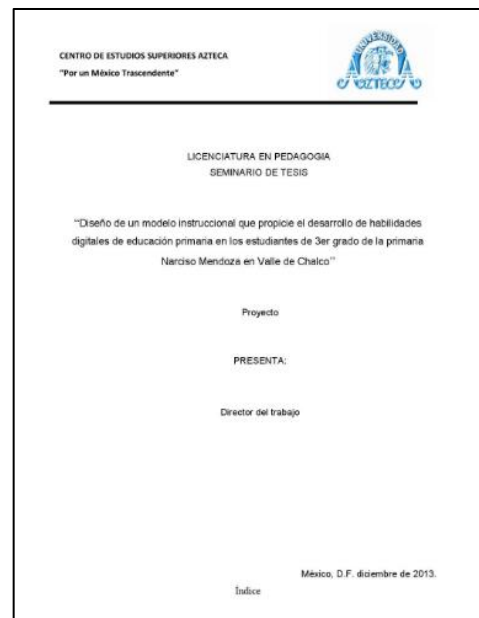 CENTRO DE ESTUDIOS SUPERIORES AZTECA
"Por un México Trascendente"
UNIVERSIDAD
AZTECA
LICENCIATURA EN PEDAGOGIA
SEMINARIO DE TESIS
"Diseño de un modelo instruccional que propicie el desarrollo de habilidades
digitales de educación primaria en los estudiantes de 3er grado de la primaria
Narciso Mendoza en Valle de Chalco"
Proyecto
PRESENTA:
Director del trabajo
México, D.F. diciembre de 2013.
Índice